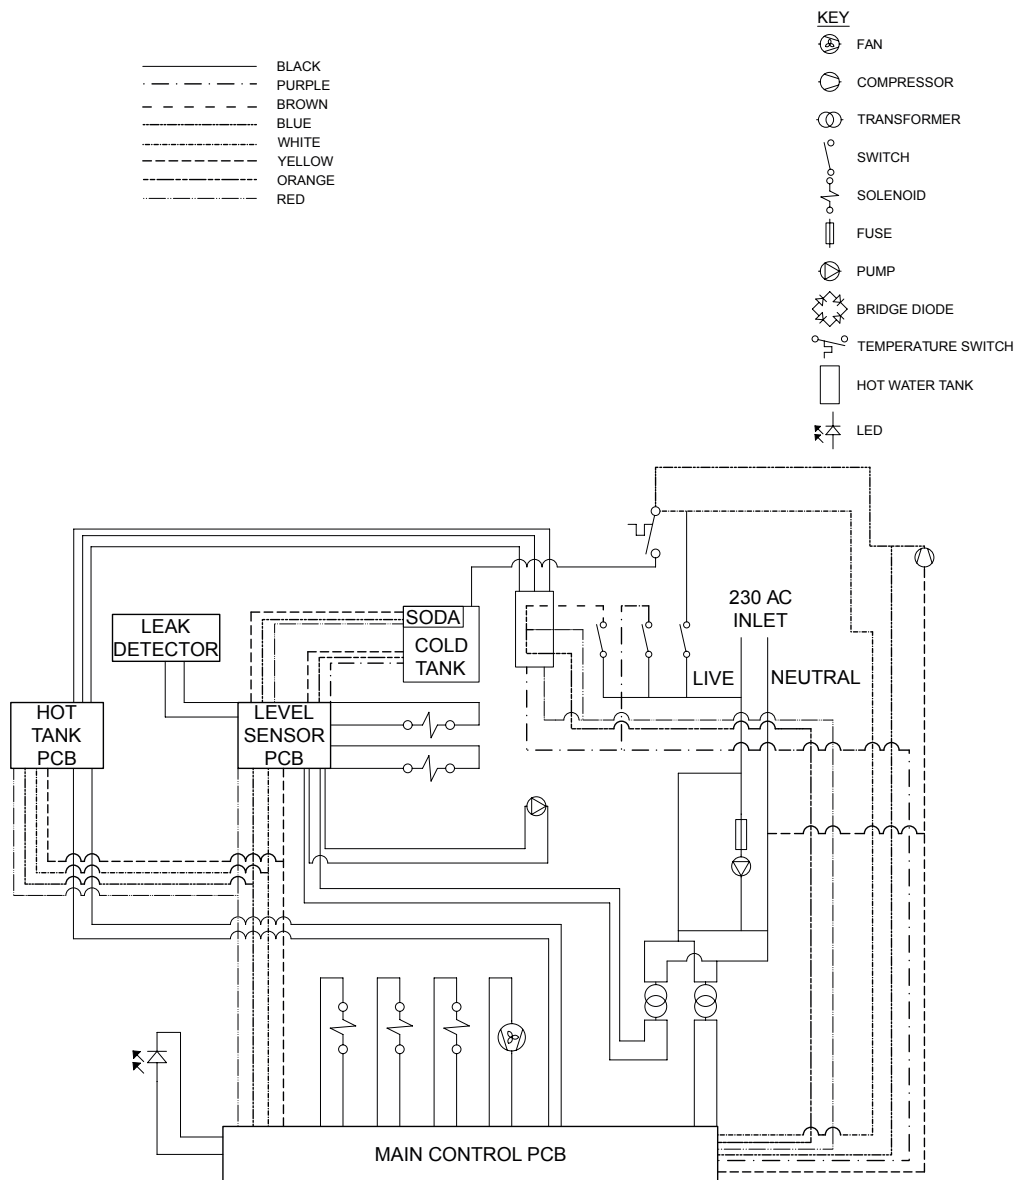 KEY
FAN
COMPRESSOR
TRANSFORMER
SWITCH
SOLENOID
FUSE
PUMP
BRIDGE DIODE
TEMPERATURE SWITCH
HOT WATER TANK
LED
BLACK
PURPLE
BROWN
BLUE
WHITE
YELLOW
ORANGE
RED
230 AC
INLET
LIVE
NEUTRAL
SODA
COLD
TANK
LEAK
DETECTOR
HOT
TANK
PCB
LEVEL
SENSOR
PCB
MAIN CONTROL PCB